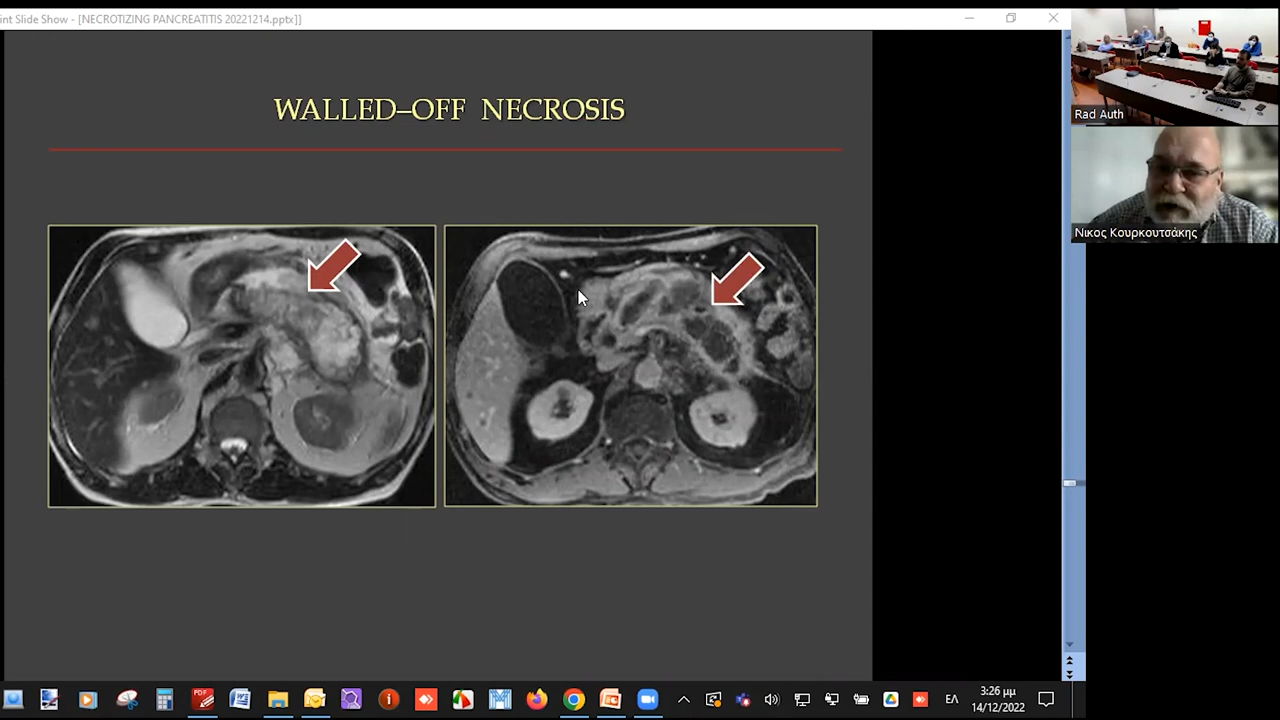 int Slide Show - [NECROTIZING PANCREATITIS 20221214.pptx]]
WALLED–OFF NECROSIS
Rad Auth
Νικος Κουρκουτσάκης
PDF
ΕΛ
3:26 μμ
14/12/2022